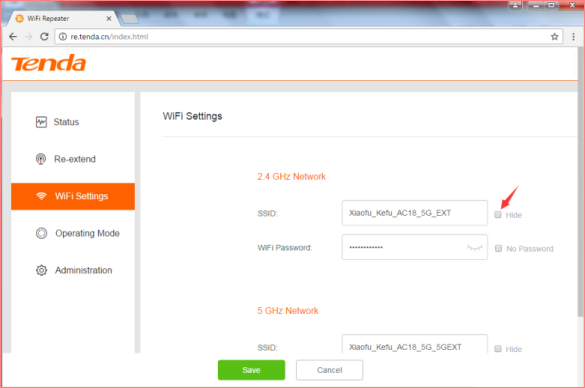 WiFi Repeater
re.tenda.cn/index.html
Tenda
Status
Re-extend
WiFi Settings
Operating Mode
Administration
WiFi Settings
2.4 GHz Network
SSID: Xiaofu_Kefu_AC18_5G_EXT Hide
WiFi Password: •••••••••••• No Password
5 GHz Network
SSID: Xiaofu_Kefu_AC18_5G_5GEXT Hide
Save Cancel